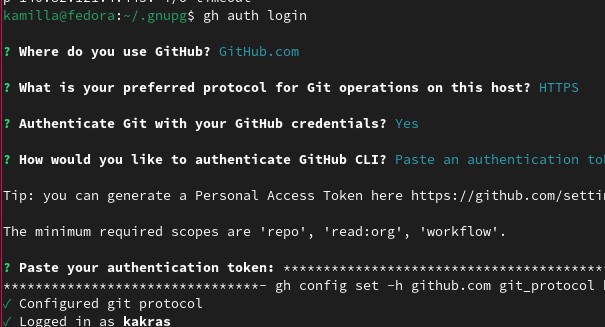 kamilla@fedora:~/.gnupg$ gh auth login
? Where do you use GitHub? GitHub.com
? What is your preferred protocol for Git operations on this host? HTTPS
? Authenticate Git with your GitHub credentials? Yes
? How would you like to authenticate GitHub CLI? Paste an authentication to
Tip: you can generate a Personal Access Token here https://github.com/setti
The minimum required scopes are 'repo', 'read:org', 'workflow'.
? Paste your authentication token: ******************************************
*********************************- gh config set -h github.com git_protocol
✓ Configured git protocol
✓ Logged in as kakras